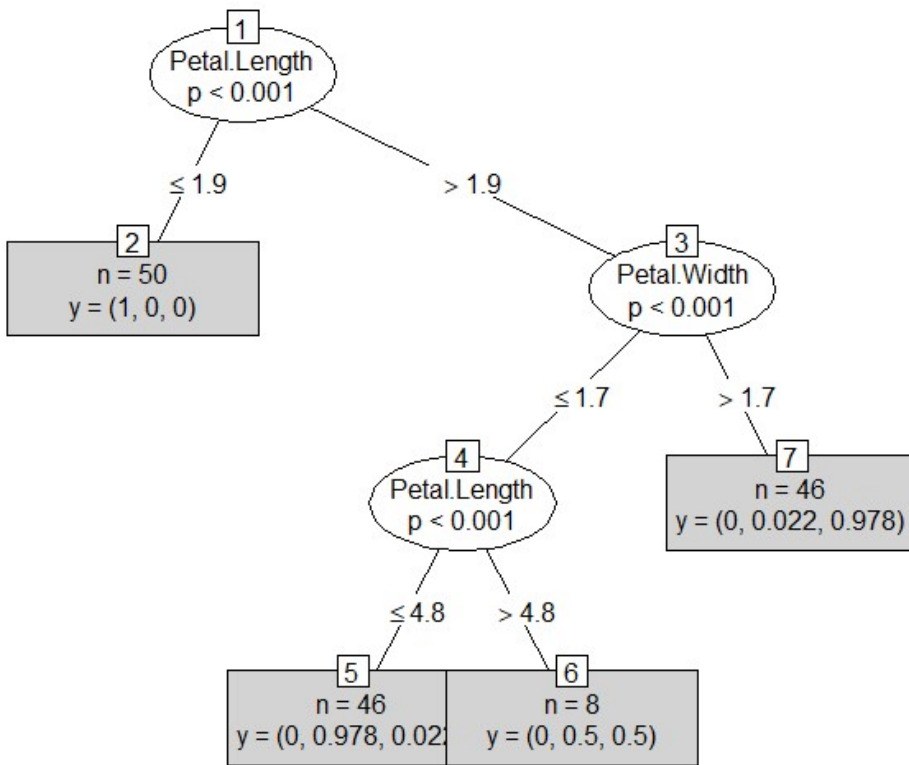 1
Petal.Length
p < 0.001
≤ 1.9
> 1.9
2
n = 50
y = (1, 0, 0)
3
Petal.Width
p < 0.001
≤ 1.7
> 1.7
4
Petal.Length
p < 0.001
7
n = 46
y = (0, 0.022, 0.978)
≤ 4.8
> 4.8
5
n = 46
y = (0, 0.978, 0.022
6
n = 8
y = (0, 0.5, 0.5)